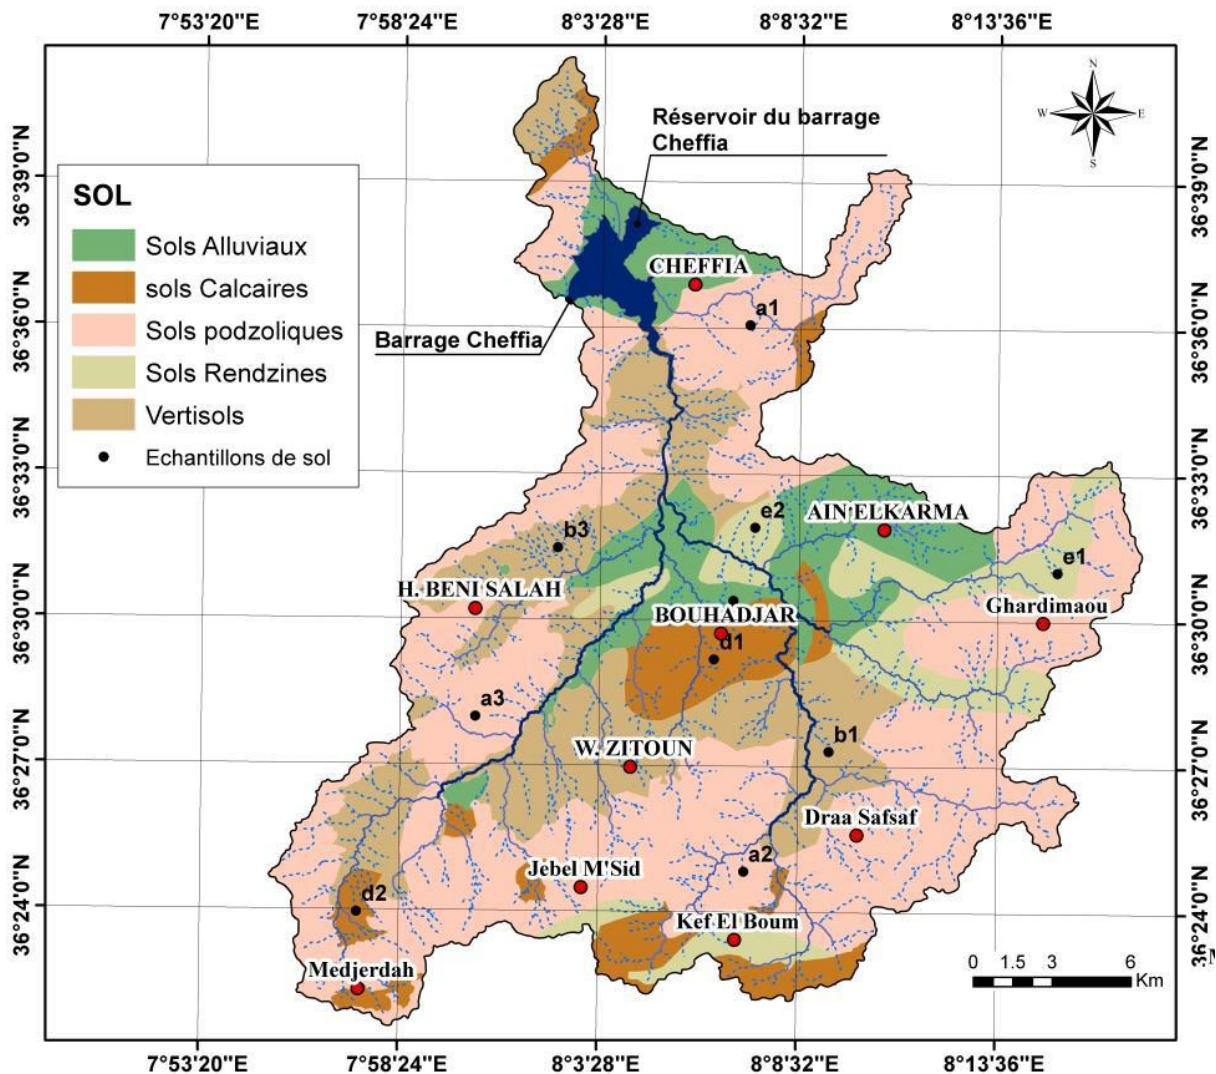 7°53'20"E
7°58'24"E
8°3'28"E
8°8'32"E
8°13'36"E
N
W
E
S
Réservoir du barrage
Cheffia
36°39'0"N
36°39'0"N
SOL
Sols Alluviaux
sols Calcaires
Sols podzoliques
Sols Rendzines
Vertisols
Echantillons de sol
CHEFFIA
a1
36°36'0"N
36°36'0"N
Barrage Cheffia
36°33'0"N
36°33'0"N
e2
AIN ELKARMA
b3
e1
H. BENI SALAH
Ghardimaou
36°30'0"N
36°30'0"N
BOUHADJAR
d1
a3
b1
W. ZITOUN
36°27'0"N
36°27'0"N
Draa Safsaf
a2
Jebel M'Sid
d2
36°24'0"N
36°24'0"N
Kef El Boum
Medjerdah
0 1.5 3 6
Km
7°53'20"E
7°58'24"E
8°3'28"E
8°8'32"E
8°13'36"E